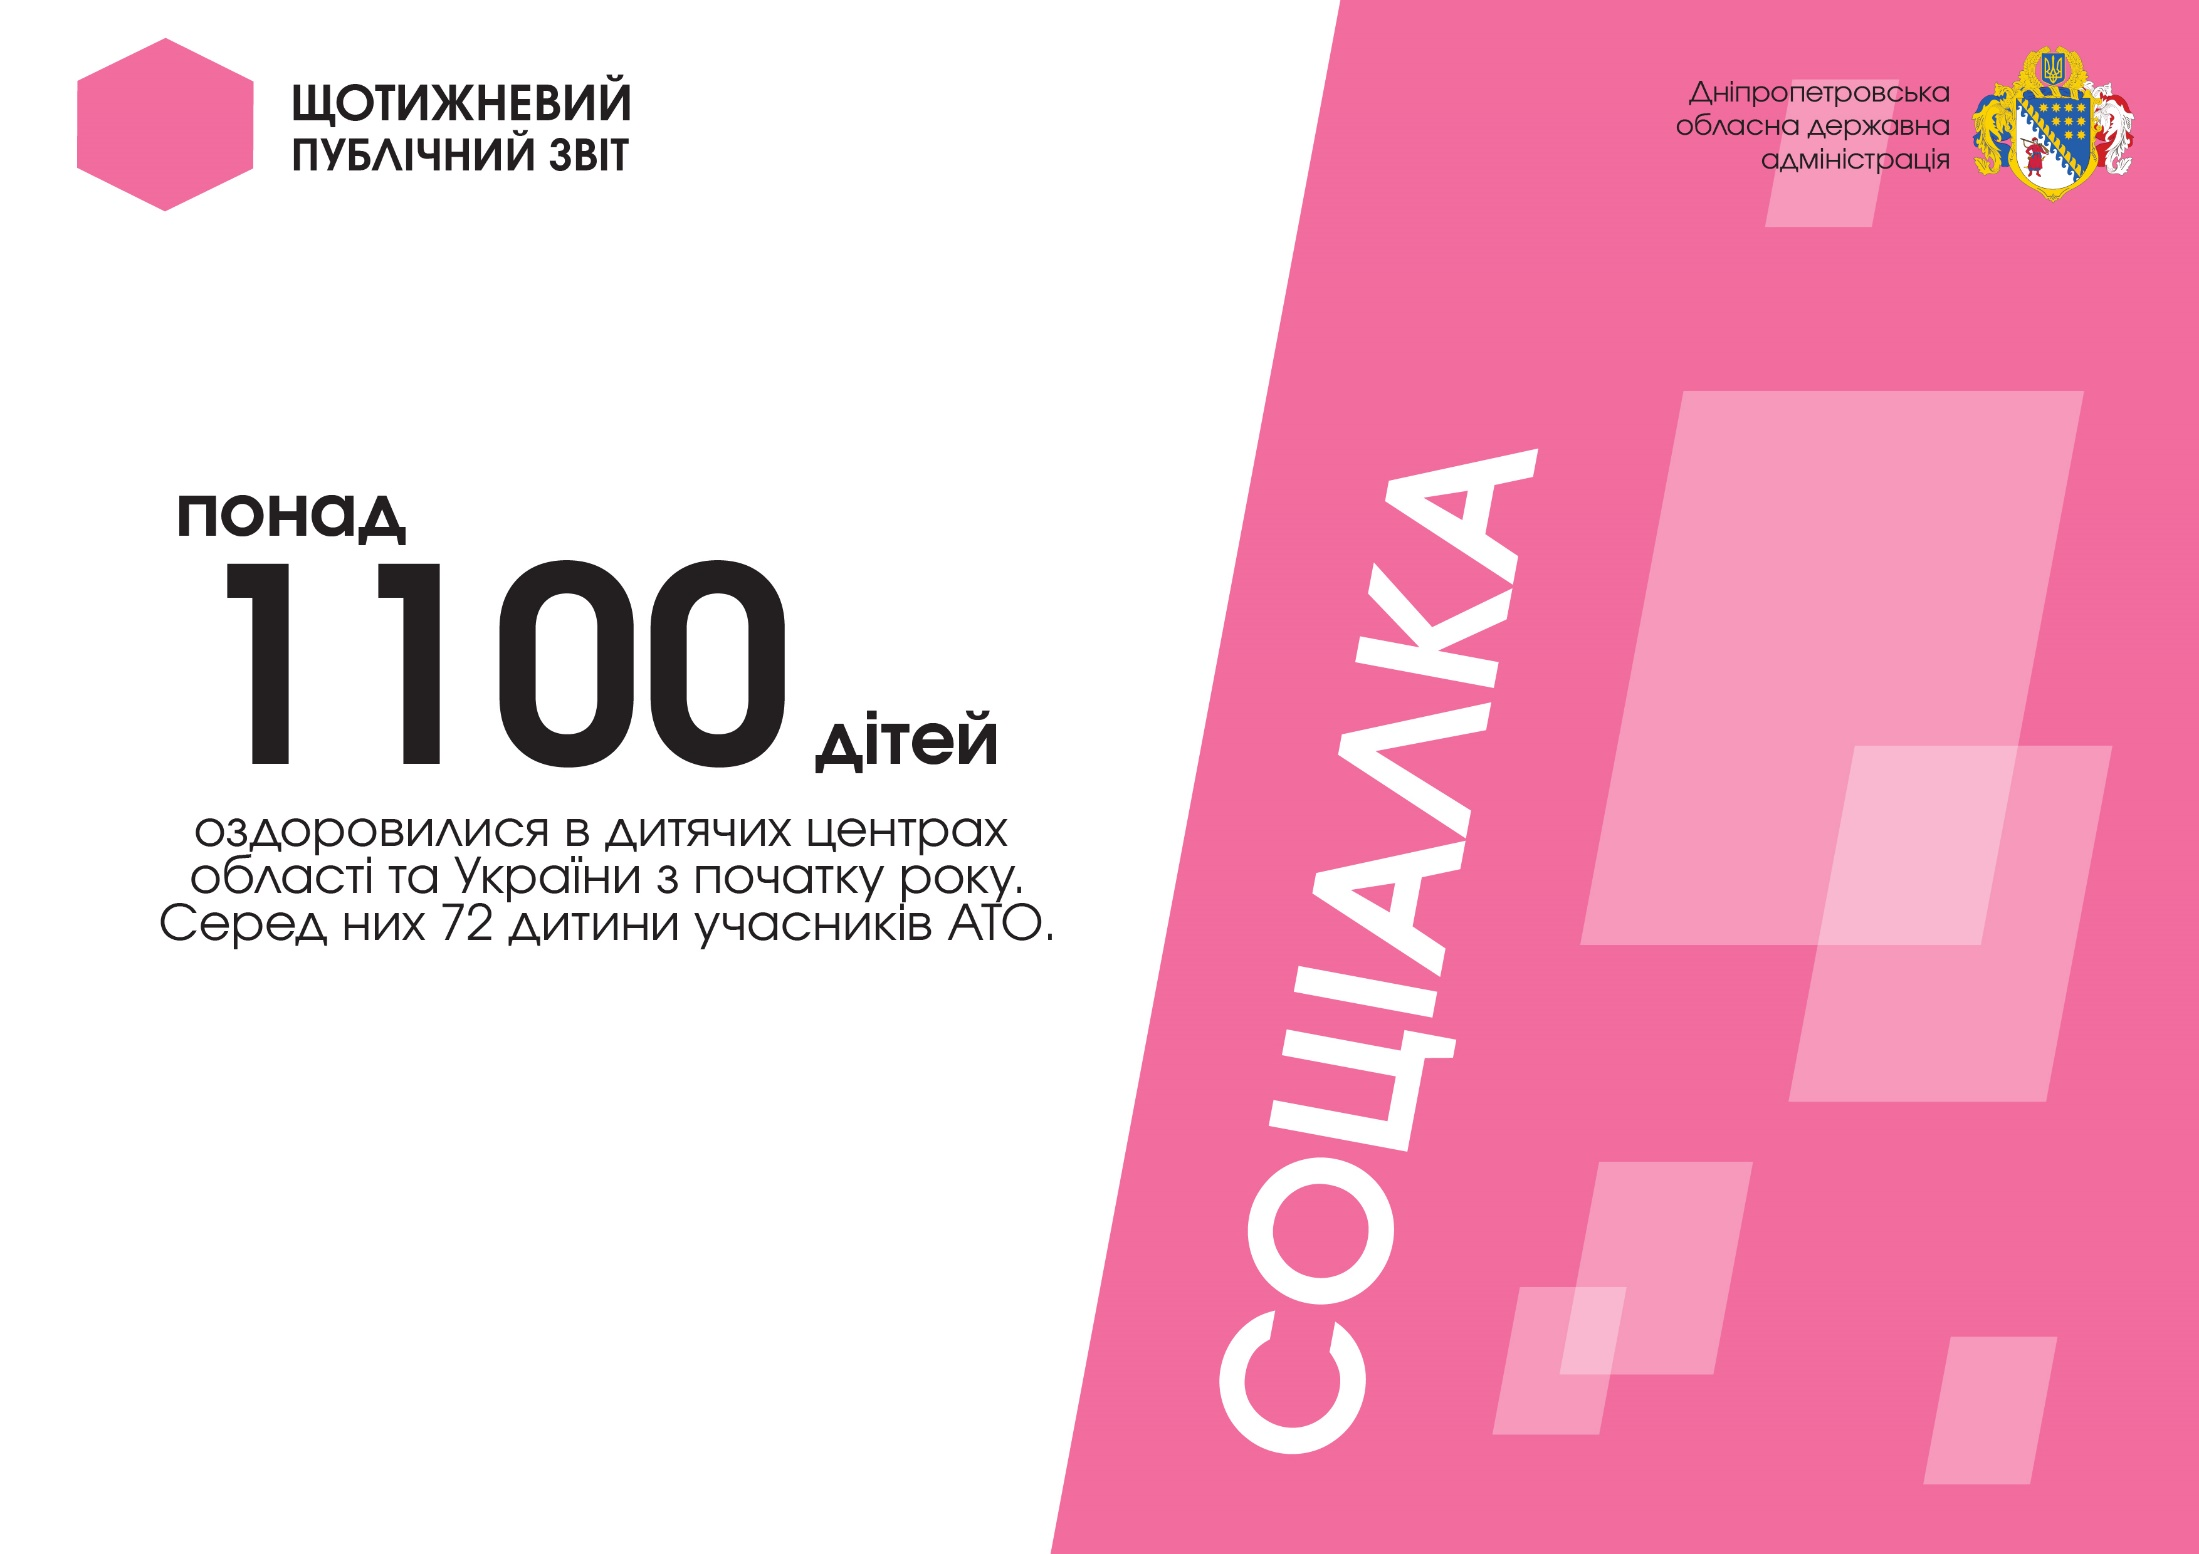 ЩОТИЖНЕВИЙ
ПУБЛІЧНИЙ ЗВІТ
Дніпропетровська
обласна державна
адміністрація
понад
1100 дітей
оздоровилися в дитячих центрах
області та України з початку року.
Серед них 72 дитини учасників АТО.
СОЦІАЛКА